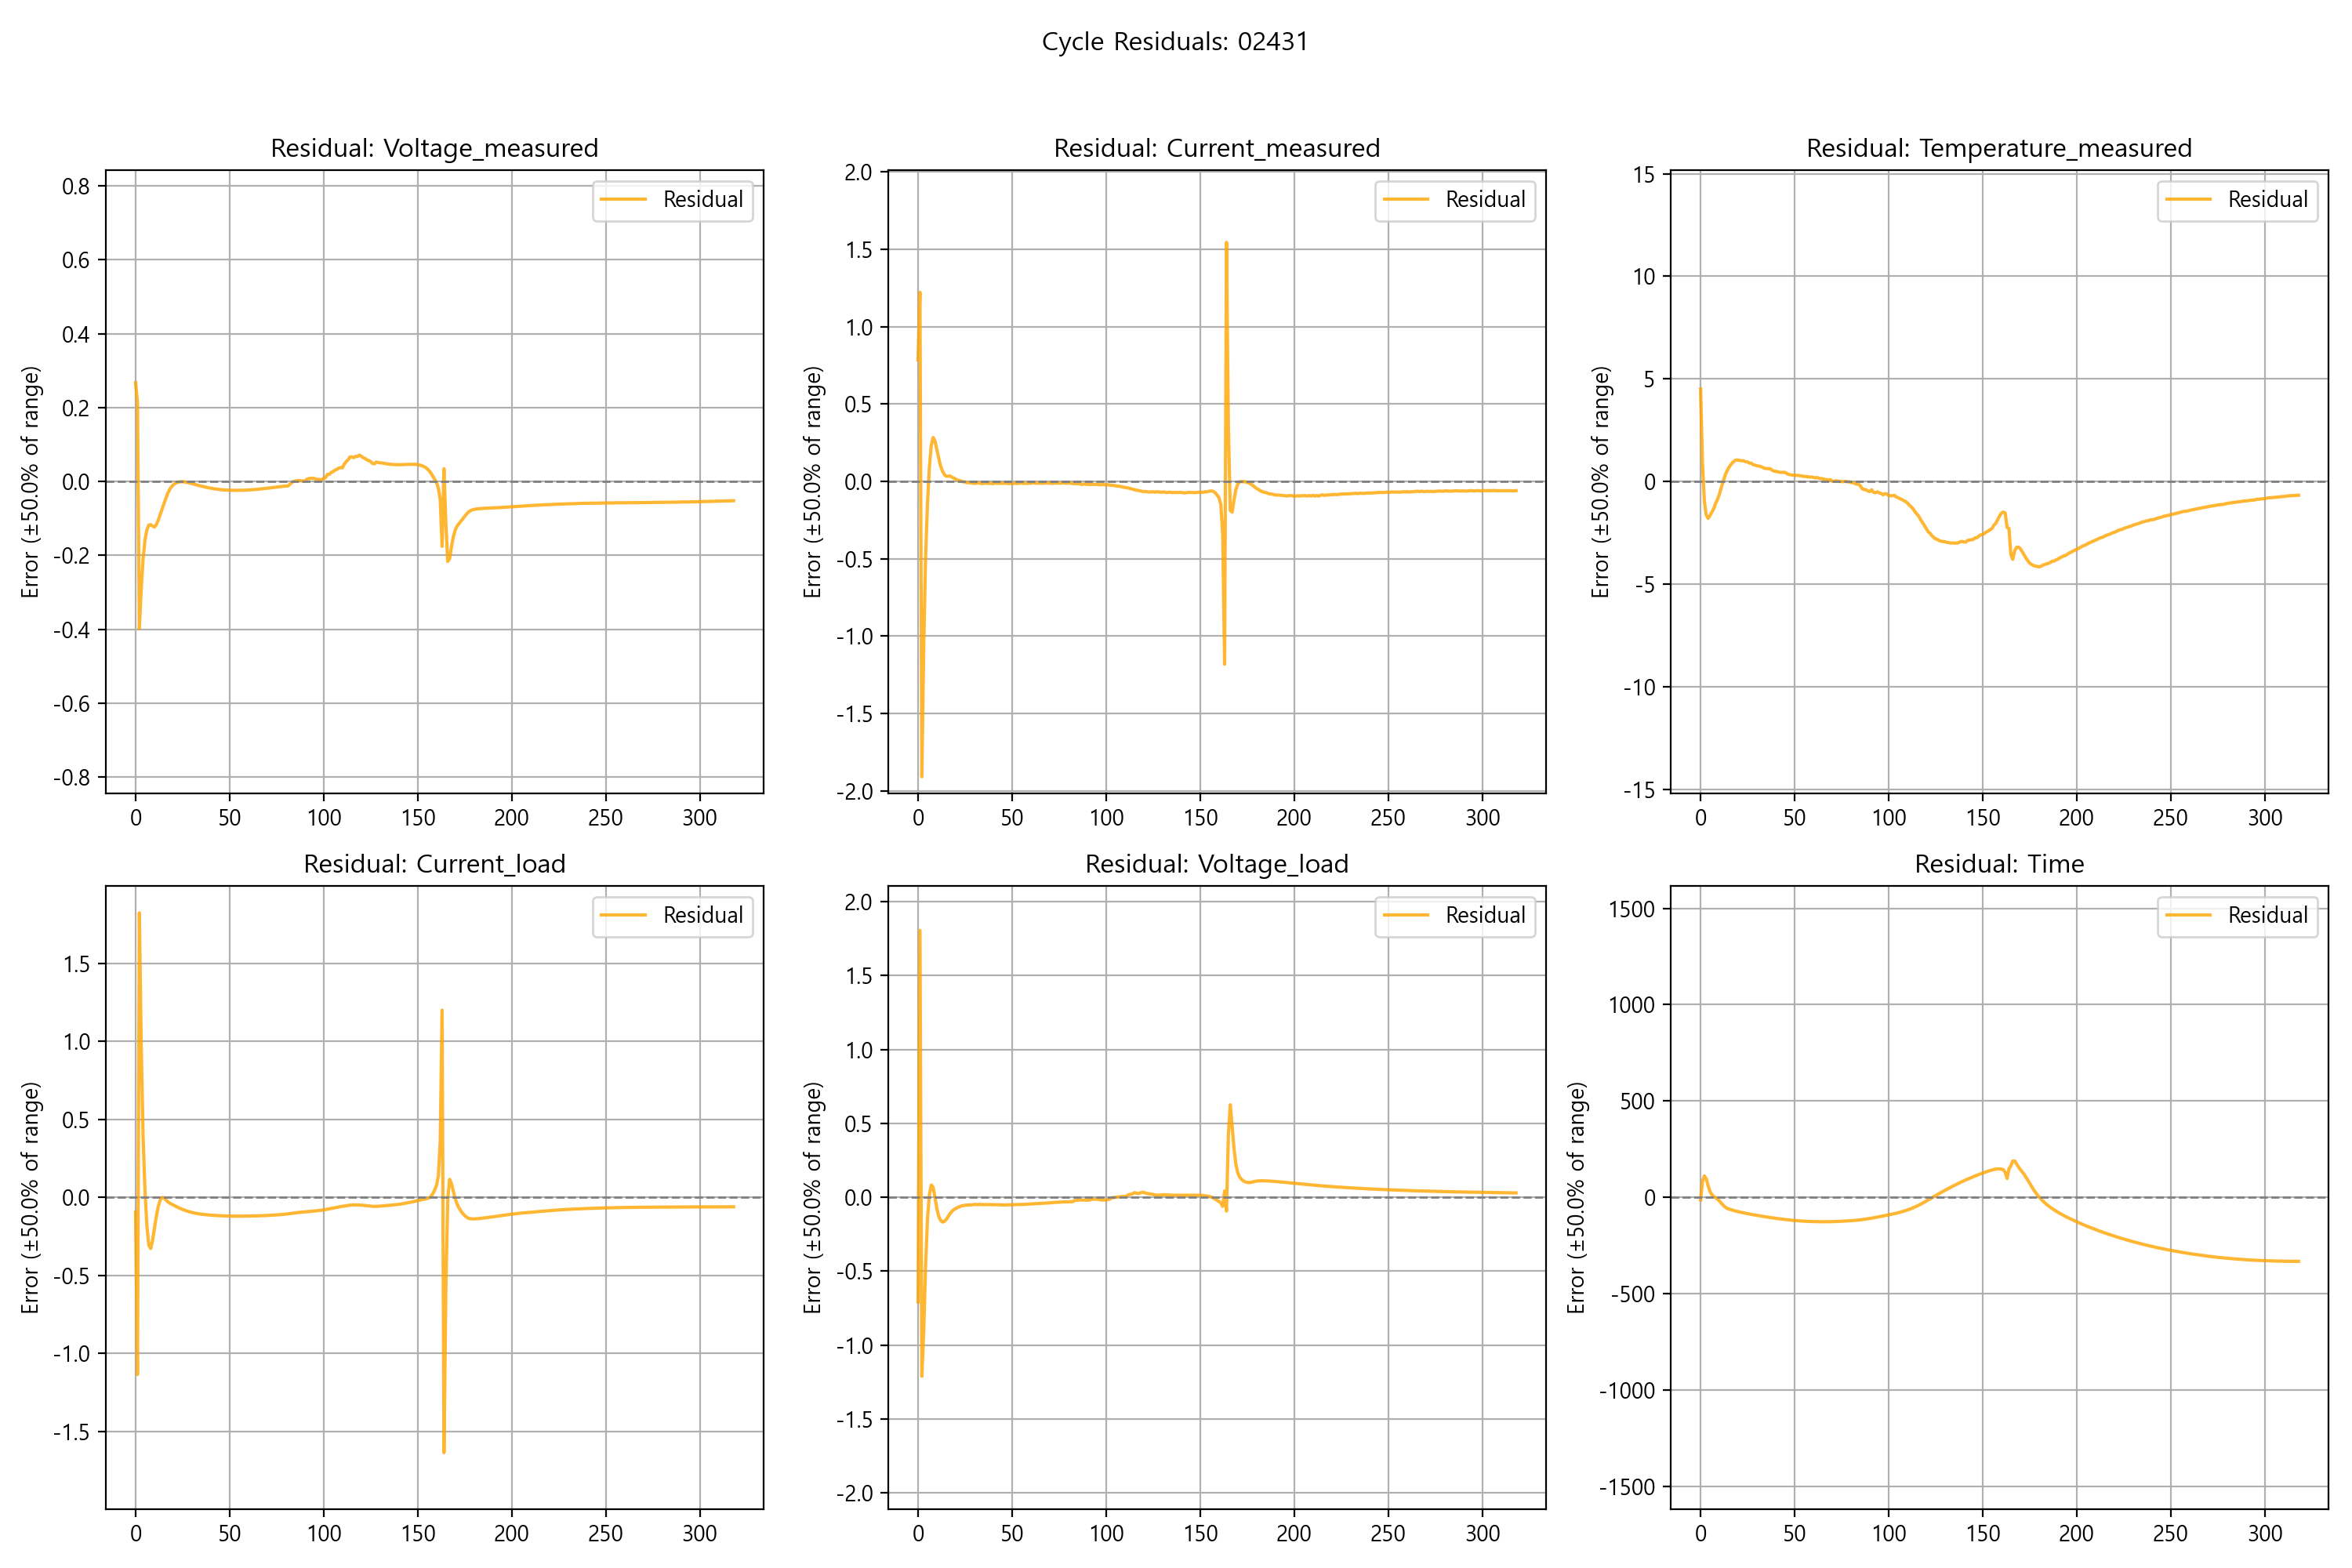 Cycle Residuals: 02431
Residual: Voltage_measured
Error (±50.0% of range)
0.8
0.6
0.4
0.2
0.0
-0.2
-0.4
-0.6
-0.8
0 50 100 150 200 250 300
Residual
Residual: Current_measured
Error (±50.0% of range)
2.0
1.5
1.0
0.5
0.0
-0.5
-1.0
-1.5
-2.0
0 50 100 150 200 250 300
Residual
Residual: Temperature_measured
Error (±50.0% of range)
15
10
5
0
-5
-10
-15
0 50 100 150 200 250 300
Residual
Residual: Current_load
Error (±50.0% of range)
1.5
1.0
0.5
0.0
-0.5
-1.0
-1.5
0 50 100 150 200 250 300
Residual
Residual: Voltage_load
Error (±50.0% of range)
2.0
1.5
1.0
0.5
0.0
-0.5
-1.0
-1.5
-2.0
0 50 100 150 200 250 300
Residual
Residual: Time
Error (±50.0% of range)
1500
1000
500
0
-500
-1000
-1500
0 50 100 150 200 250 300
Residual